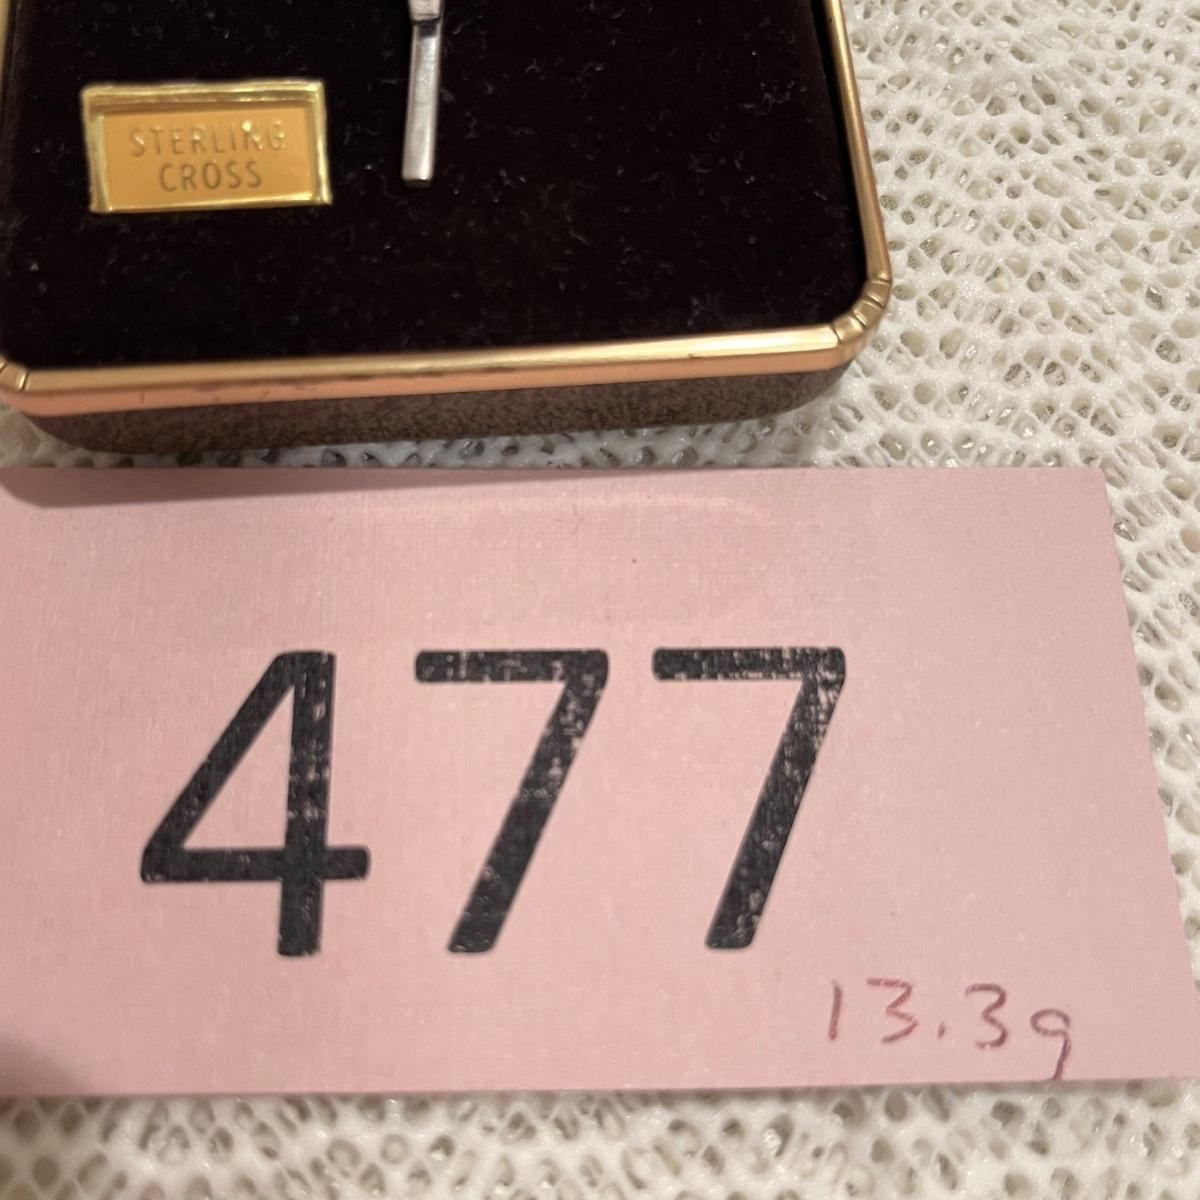 STERLING
CROSS
477
13.3g